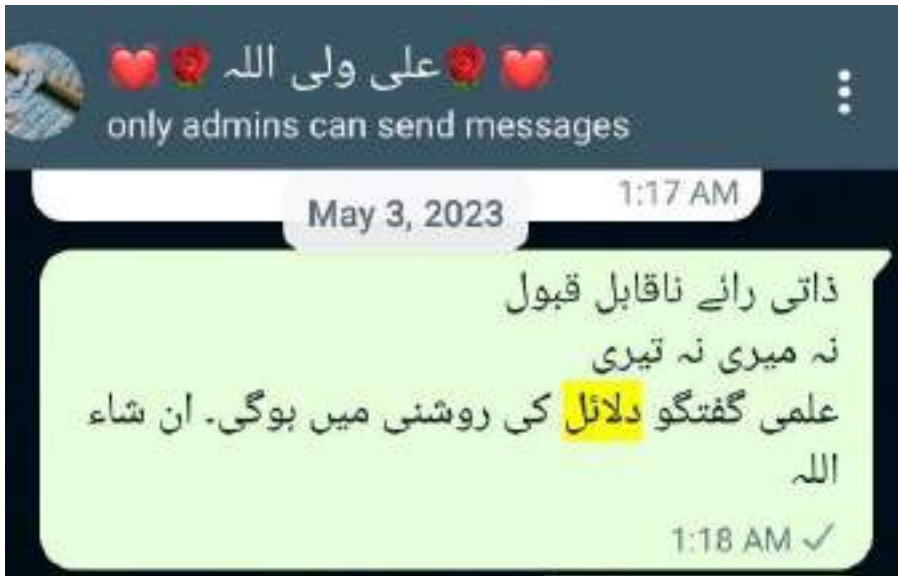 💓🌹علی ولی اللہ 🌹💓
only admins can send messages
1:17 AM
May 3, 2023
ذاتی رائے ناقابل قبول
نہ میری نہ تیری
علمی گفتگو دلائل کی روشنی میں ہوگی۔ ان شاء
اللہ
1:18 AM